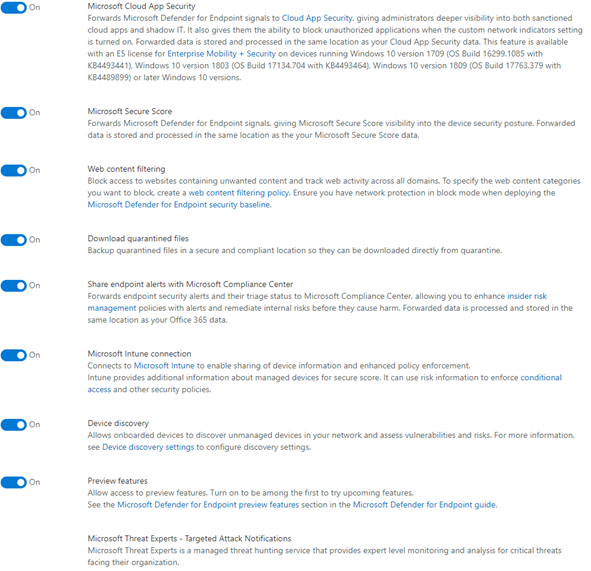 On
Microsoft Cloud App Security
Forwards Microsoft Defender for Endpoint signals to Cloud App Security, giving administrators deeper visibility into both sanctioned
cloud apps and shadow IT. It also gives them the ability to block unauthorized applications when the custom network indicators setting
is turned on. Forwarded data is stored and processed in the same location as your Cloud App Security data. This feature is available
with an E5 license for Enterprise Mobility + Security on devices running Windows 10 version 1709 (OS Build 16299.1085 with
KB4493441), Windows 10 version 1803 (OS Build 17134.704 with KB4493464), Windows 10 version 1809 (OS Build 17763.379 with
KB4489899) or later Windows 10 versions.
On
Microsoft Secure Score
Forwards Microsoft Defender for Endpoint signals, giving Microsoft Secure Score visibility into the device security posture. Forwarded
data is stored and processed in the same location as the your Microsoft Secure Score data.
On
Web content filtering
Block access to websites containing unwanted content and track web activity across all domains. To specify the web content categories
you want to block, create a web content filtering policy. Ensure you have network protection in block mode when deploying the
Microsoft Defender for Endpoint security baseline.
On
Download quarantined files
Backup quarantined files in a secure and compliant location so they can be downloaded directly from quarantine.
On
Share endpoint alerts with Microsoft Compliance Center
Forwards endpoint security alerts and their triage status to Microsoft Compliance Center, allowing you to enhance insider risk
management policies with alerts and remediate internal risks before they cause harm. Forwarded data is processed and stored in the
same location as your Office 365 data.
On
Microsoft Intune connection
Connects to Microsoft Intune to enable sharing of device information and enhanced policy enforcement.
Intune provides additional information about managed devices for secure score. It can use risk information to enforce conditional
access and other security policies.
On
Device discovery
Allows onboarded devices to discover unmanaged devices in your network and assess vulnerabilities and risks. For more information,
see Device discovery settings to configure discovery settings.
On
Preview features
Allow access to preview features. Turn on to be among the first to try upcoming features.
See the Microsoft Defender for Endpoint preview features section in the Microsoft Defender for Endpoint guide.
Microsoft Threat Experts - Targeted Attack Notifications
Microsoft Threat Experts is a managed threat hunting service that provides expert level monitoring and analysis for critical threats
facing their organization.